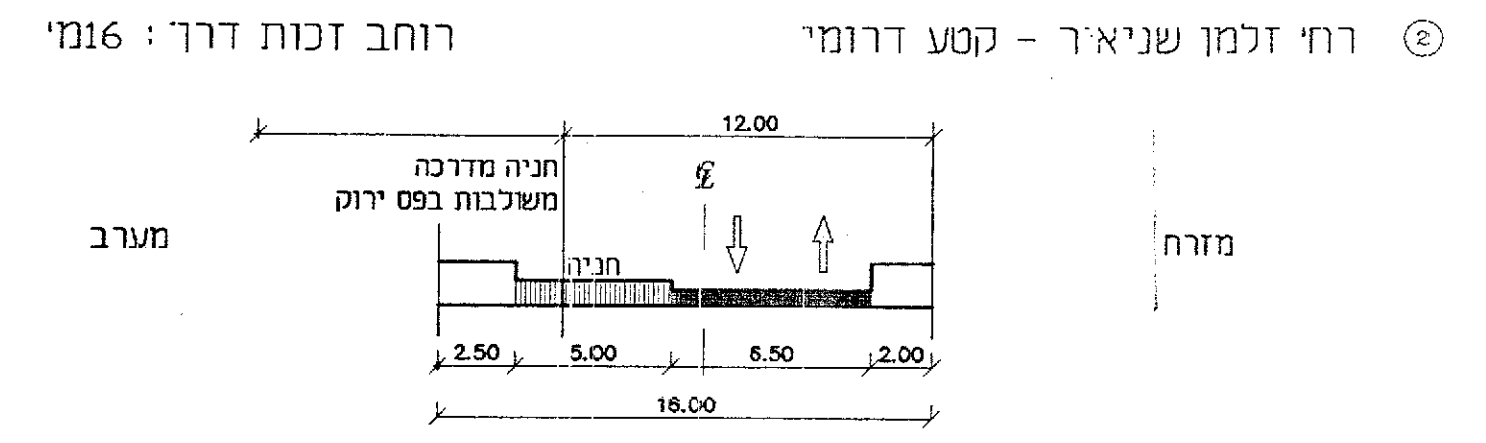 ② רח' זלמן שניאור - קטע דרומי
רוחב זכות דרך : 16מ'
12.00
חניה מדרכה
משולבות בפס ירוק
מערב
מזרח
חניה
2.50
5.00
6.50
2.00
16.00